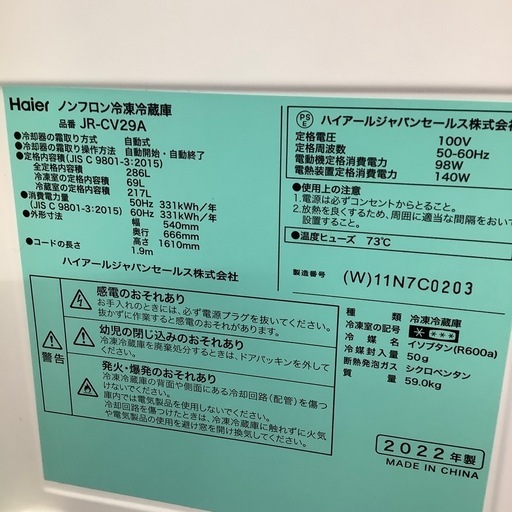 Haier ノンフロン冷凍冷蔵庫
品番 JR-CV29A
●冷却器の霜取り方式 自動式
●冷却器の霜取操作方法 自動開始・自動終了
●定格内容積(JIS C 9801-3:2015)
全定格内容積 286L
冷凍室の定格内容積 69L
冷蔵室の定格内容積 217L
●消費電力量 50Hz 331kWh/年
(JIS C 9801-3:2015) 60Hz 331kWh/年
●外形寸法 幅 540mm
奥行 666mm
高さ 1610mm
●コードの長さ 1.9m
ハイアールジャパンセールス株式会社
警告
感電のおそれあり
お手入れのときには、必ず電源プラグを抜いてください。
抜かずに作業すると感電することがあります。
幼児の閉じ込みのおそれあり
冷凍冷蔵庫を廃棄処分するときは、ドアパッキンを外して
ください。
発火・爆発のおそれあり
冷凍冷蔵庫の背面や側面にある冷却回路(配管)を傷つ
けないでください。
庫内では電気製品を使用しないでください。
冷却回路を傷つけたときは、冷凍冷蔵庫に触れずに火気
や電気製品の使用を避け窓を開け換気してください。
PS
E
ハイアールジャパンセールス株式会
定格電圧 100V
定格周波数 50-60Hz
電動機定格消費電力 98W
電熱装置定格消費電力 140W
●使用上の注意
1.電源は必ずコンセントからとること。
2.放熱を良くするため、周囲に適当な間隔をおいて
設置すること。
●温度ヒューズ 73℃
製造番号 (W)11N7C0203
種類 冷凍冷蔵庫
冷凍室の記号 ****
冷媒 イソブタン(R600a)
冷媒封入量 50g
断熱発泡ガス シクロペンタン
質量 59.0kg
2022年製
MADE IN CHINA